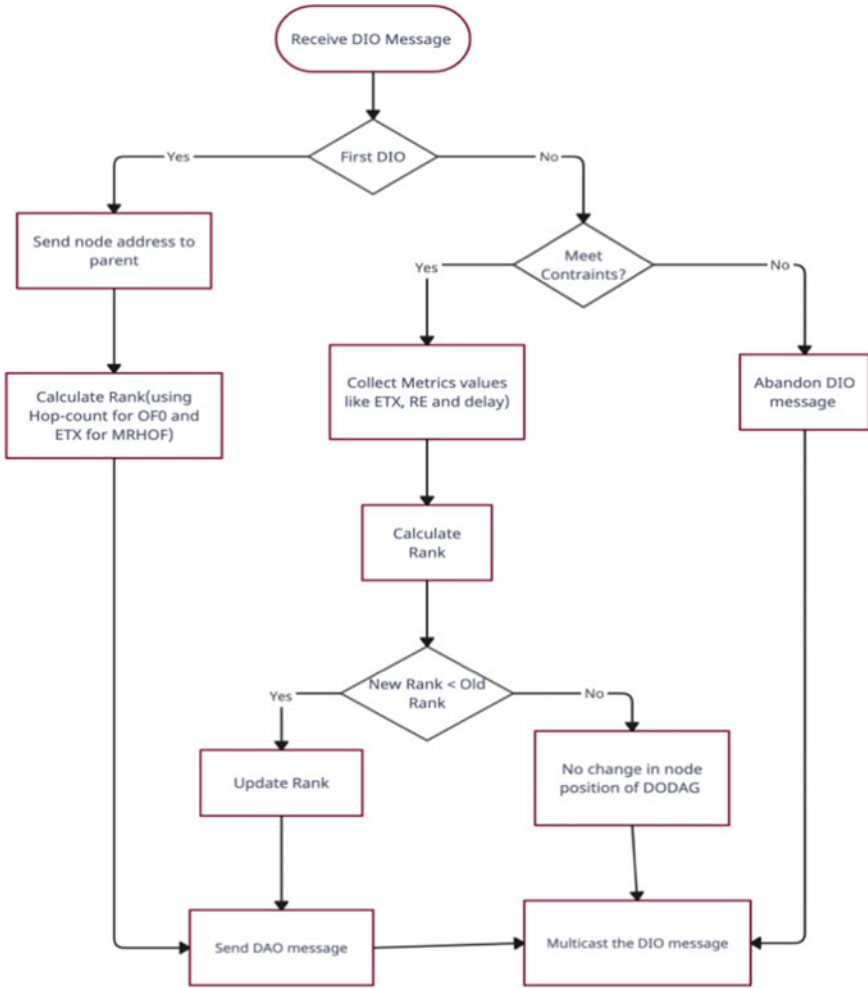 Receive DIO Message
First DIO
Yes
No
Send node address to
parent
Meet
Contraints?
Yes
No
Calculate Rank(using
Hop-count for OF0 and
ETX for MRHOF)
Collect Metrics values
like ETX, RE and delay)
Abandon DIO
message
Calculate
Rank
New Rank < Old
Rank
Yes
No
Update Rank
No change in node
position of DODAG
Send DAO message
Multicast the DIO message